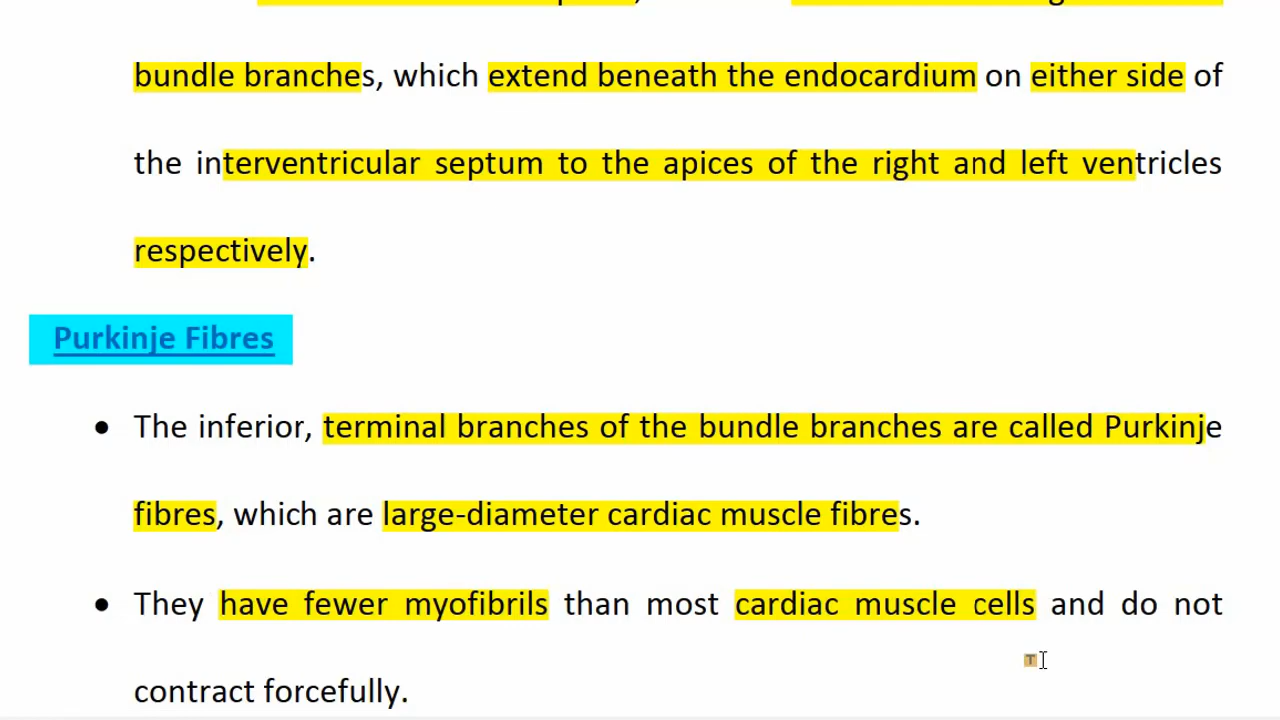 bundle branches, which extend beneath the endocardium on either side of
the interventricular septum to the apices of the right and left ventricles
respectively.
Purkinje Fibres
• The inferior, terminal branches of the bundle branches are called Purkinje
fibres, which are large-diameter cardiac muscle fibres.
• They have fewer myofibrils than most cardiac muscle cells and do not
contract forcefully.